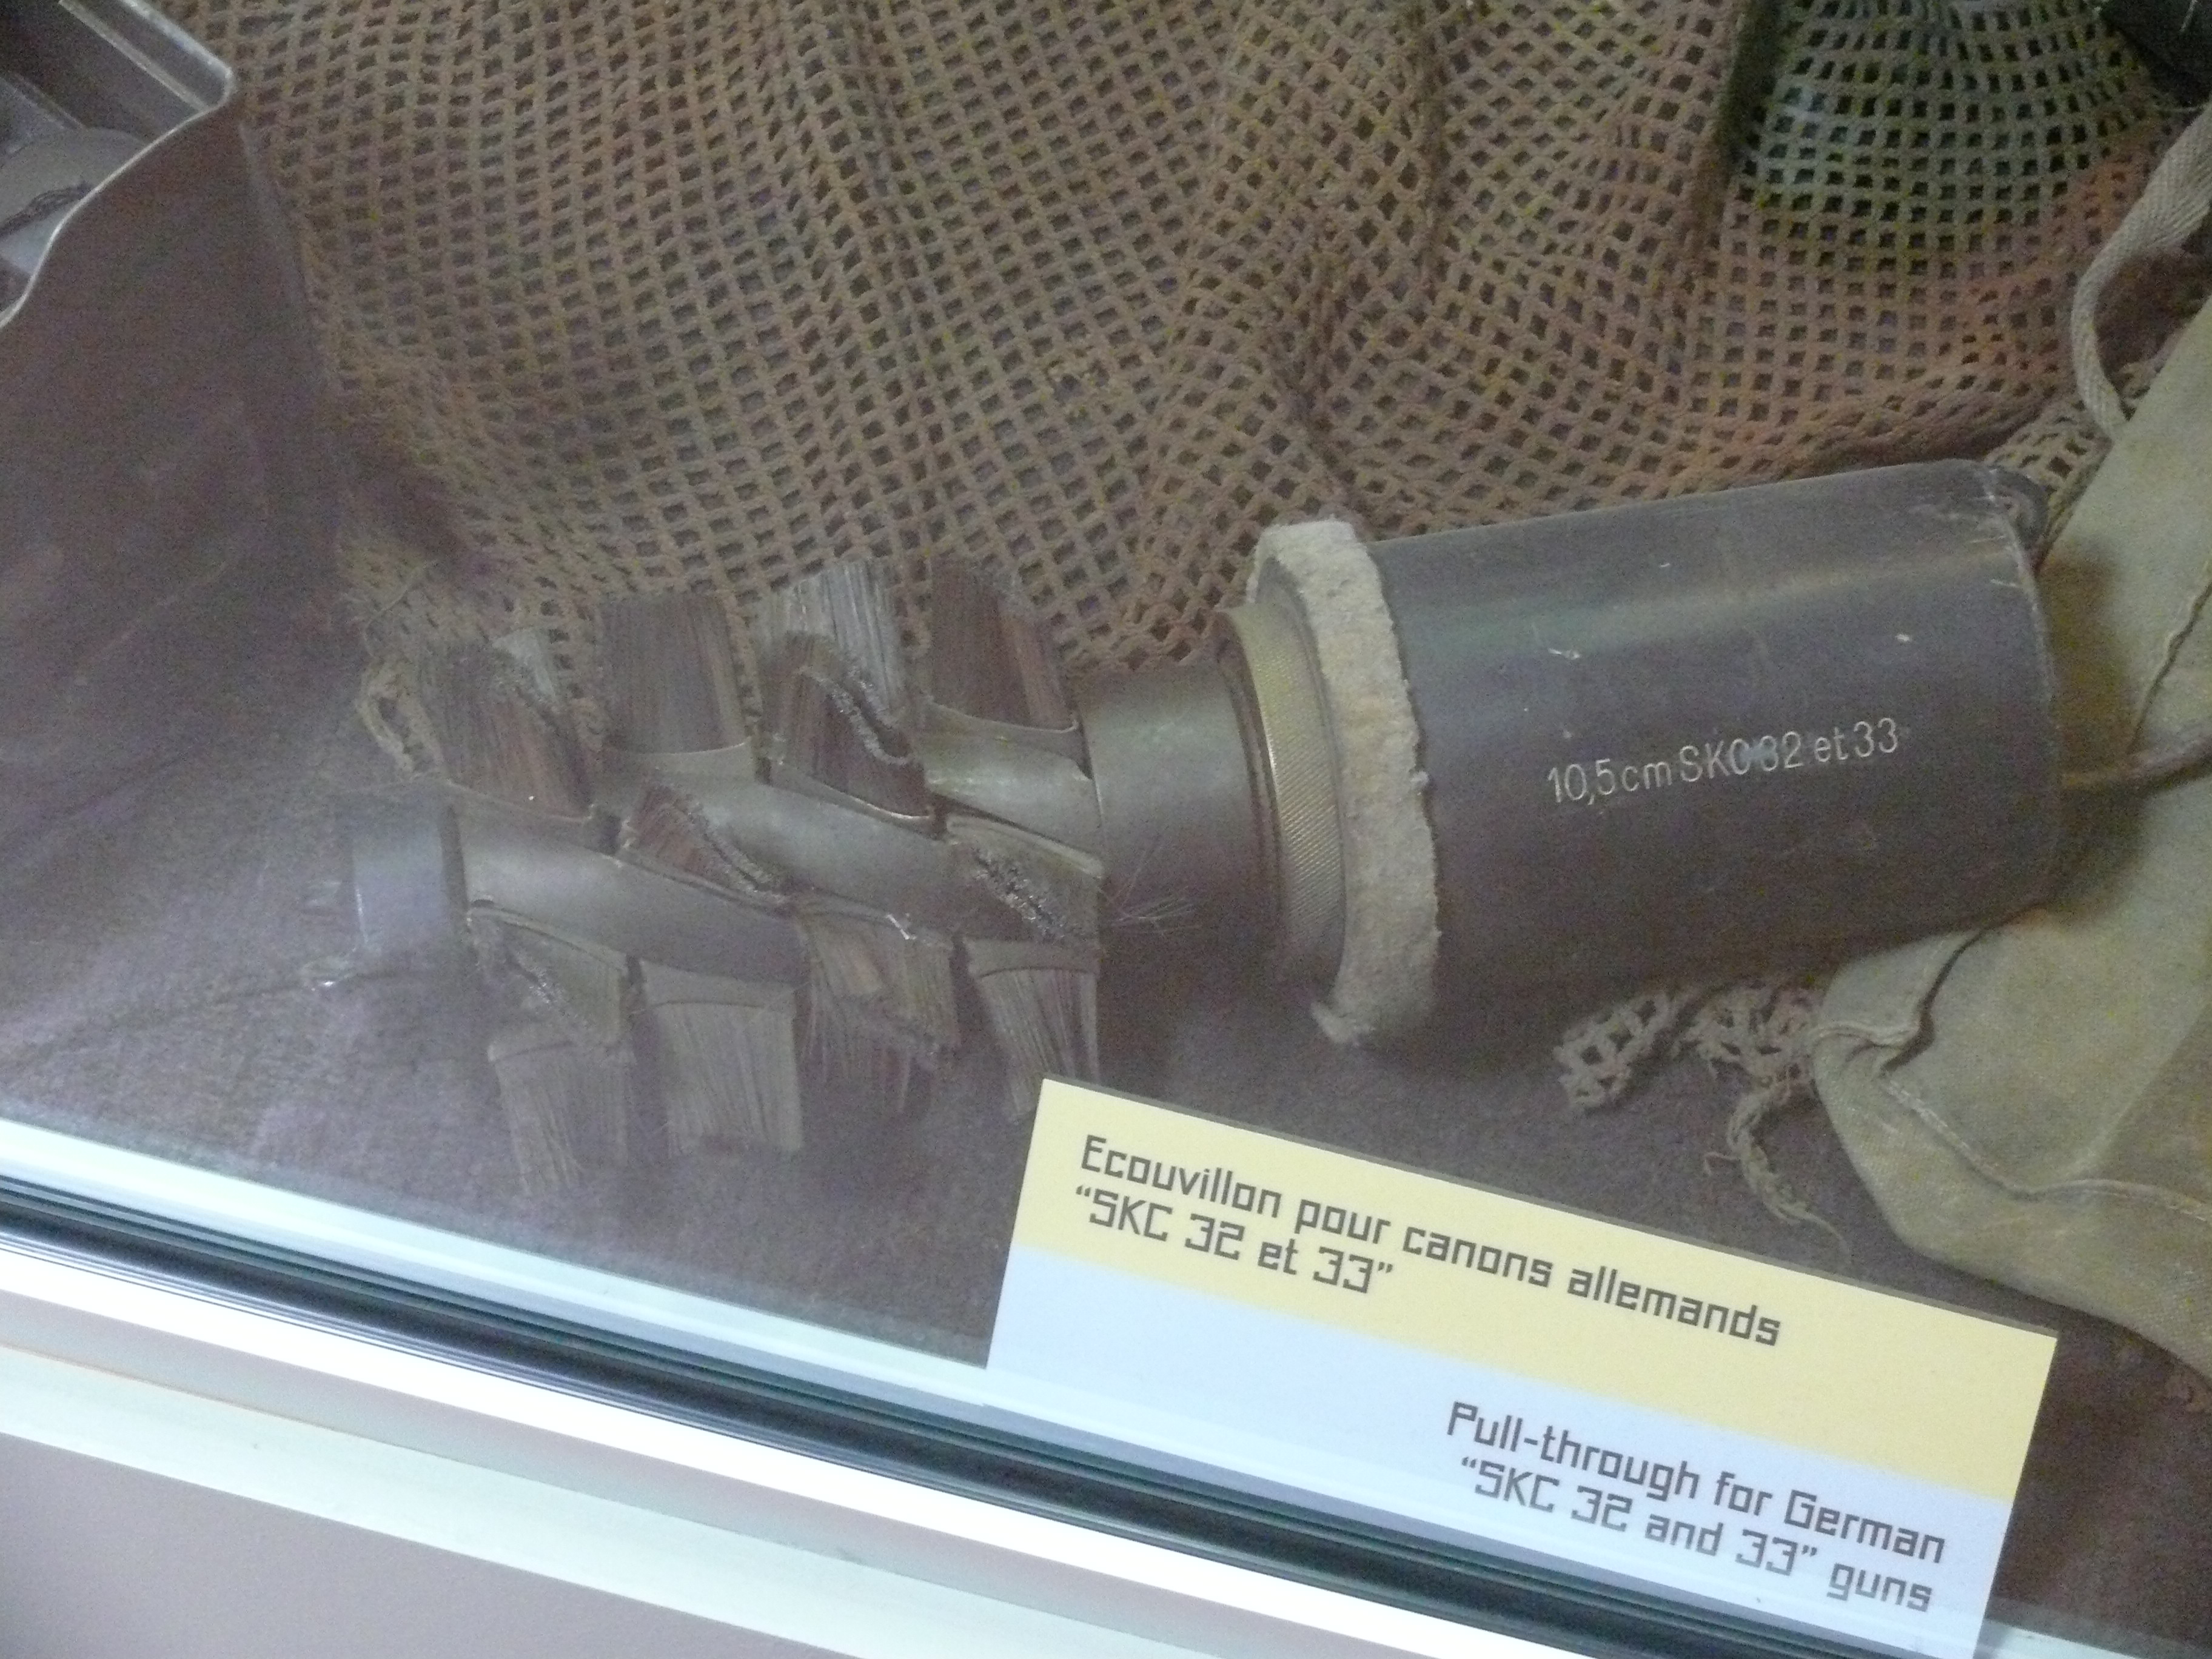 10,5cm SKC 32 et 33
Ecouvillon pour canons allemands
“SKC 32 et 33”
Pull-through for German
“SKC 32 and 33” guns